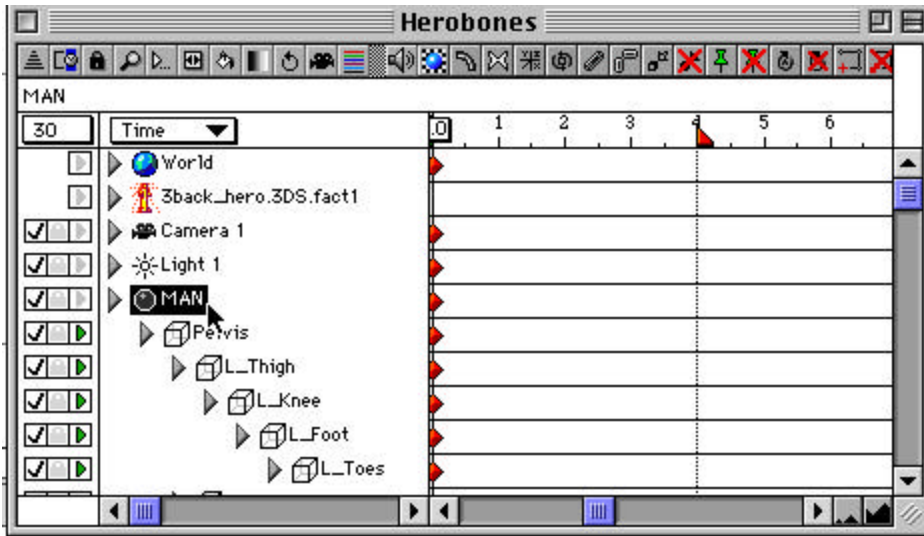 Herobones
MAN
30 Time .0 1 2 3 4 5 6
World
3back_hero.3DS.fact1
Camera 1
Light 1
MAN
Pelvis
L_Thigh
L_Knee
L_Foot
L_Toes